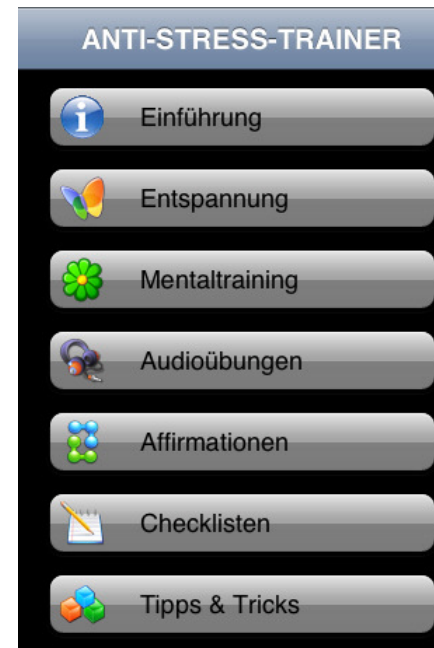 ANTI-STRESS-TRAINER
Einführung
Entspannung
Mentaltraining
Audioübungen
Affirmationen
Checklisten
Tipps & Tricks